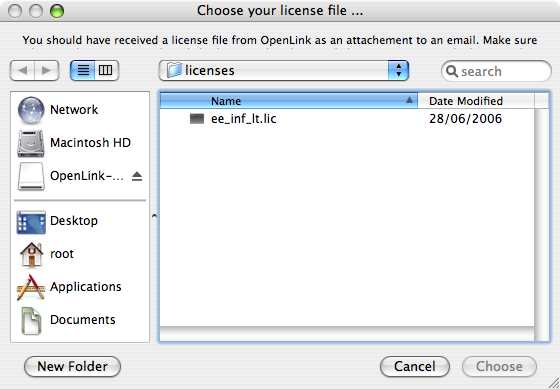 Choose your license file ...
You should have received a license file from OpenLink as an attachement to an email. Make sure
licenses
search
Network
Macintosh HD
OpenLink-...
Desktop
root
Applications
Documents
Name Date Modified
ee_inf_lt.lic 28/06/2006
New Folder Cancel Choose